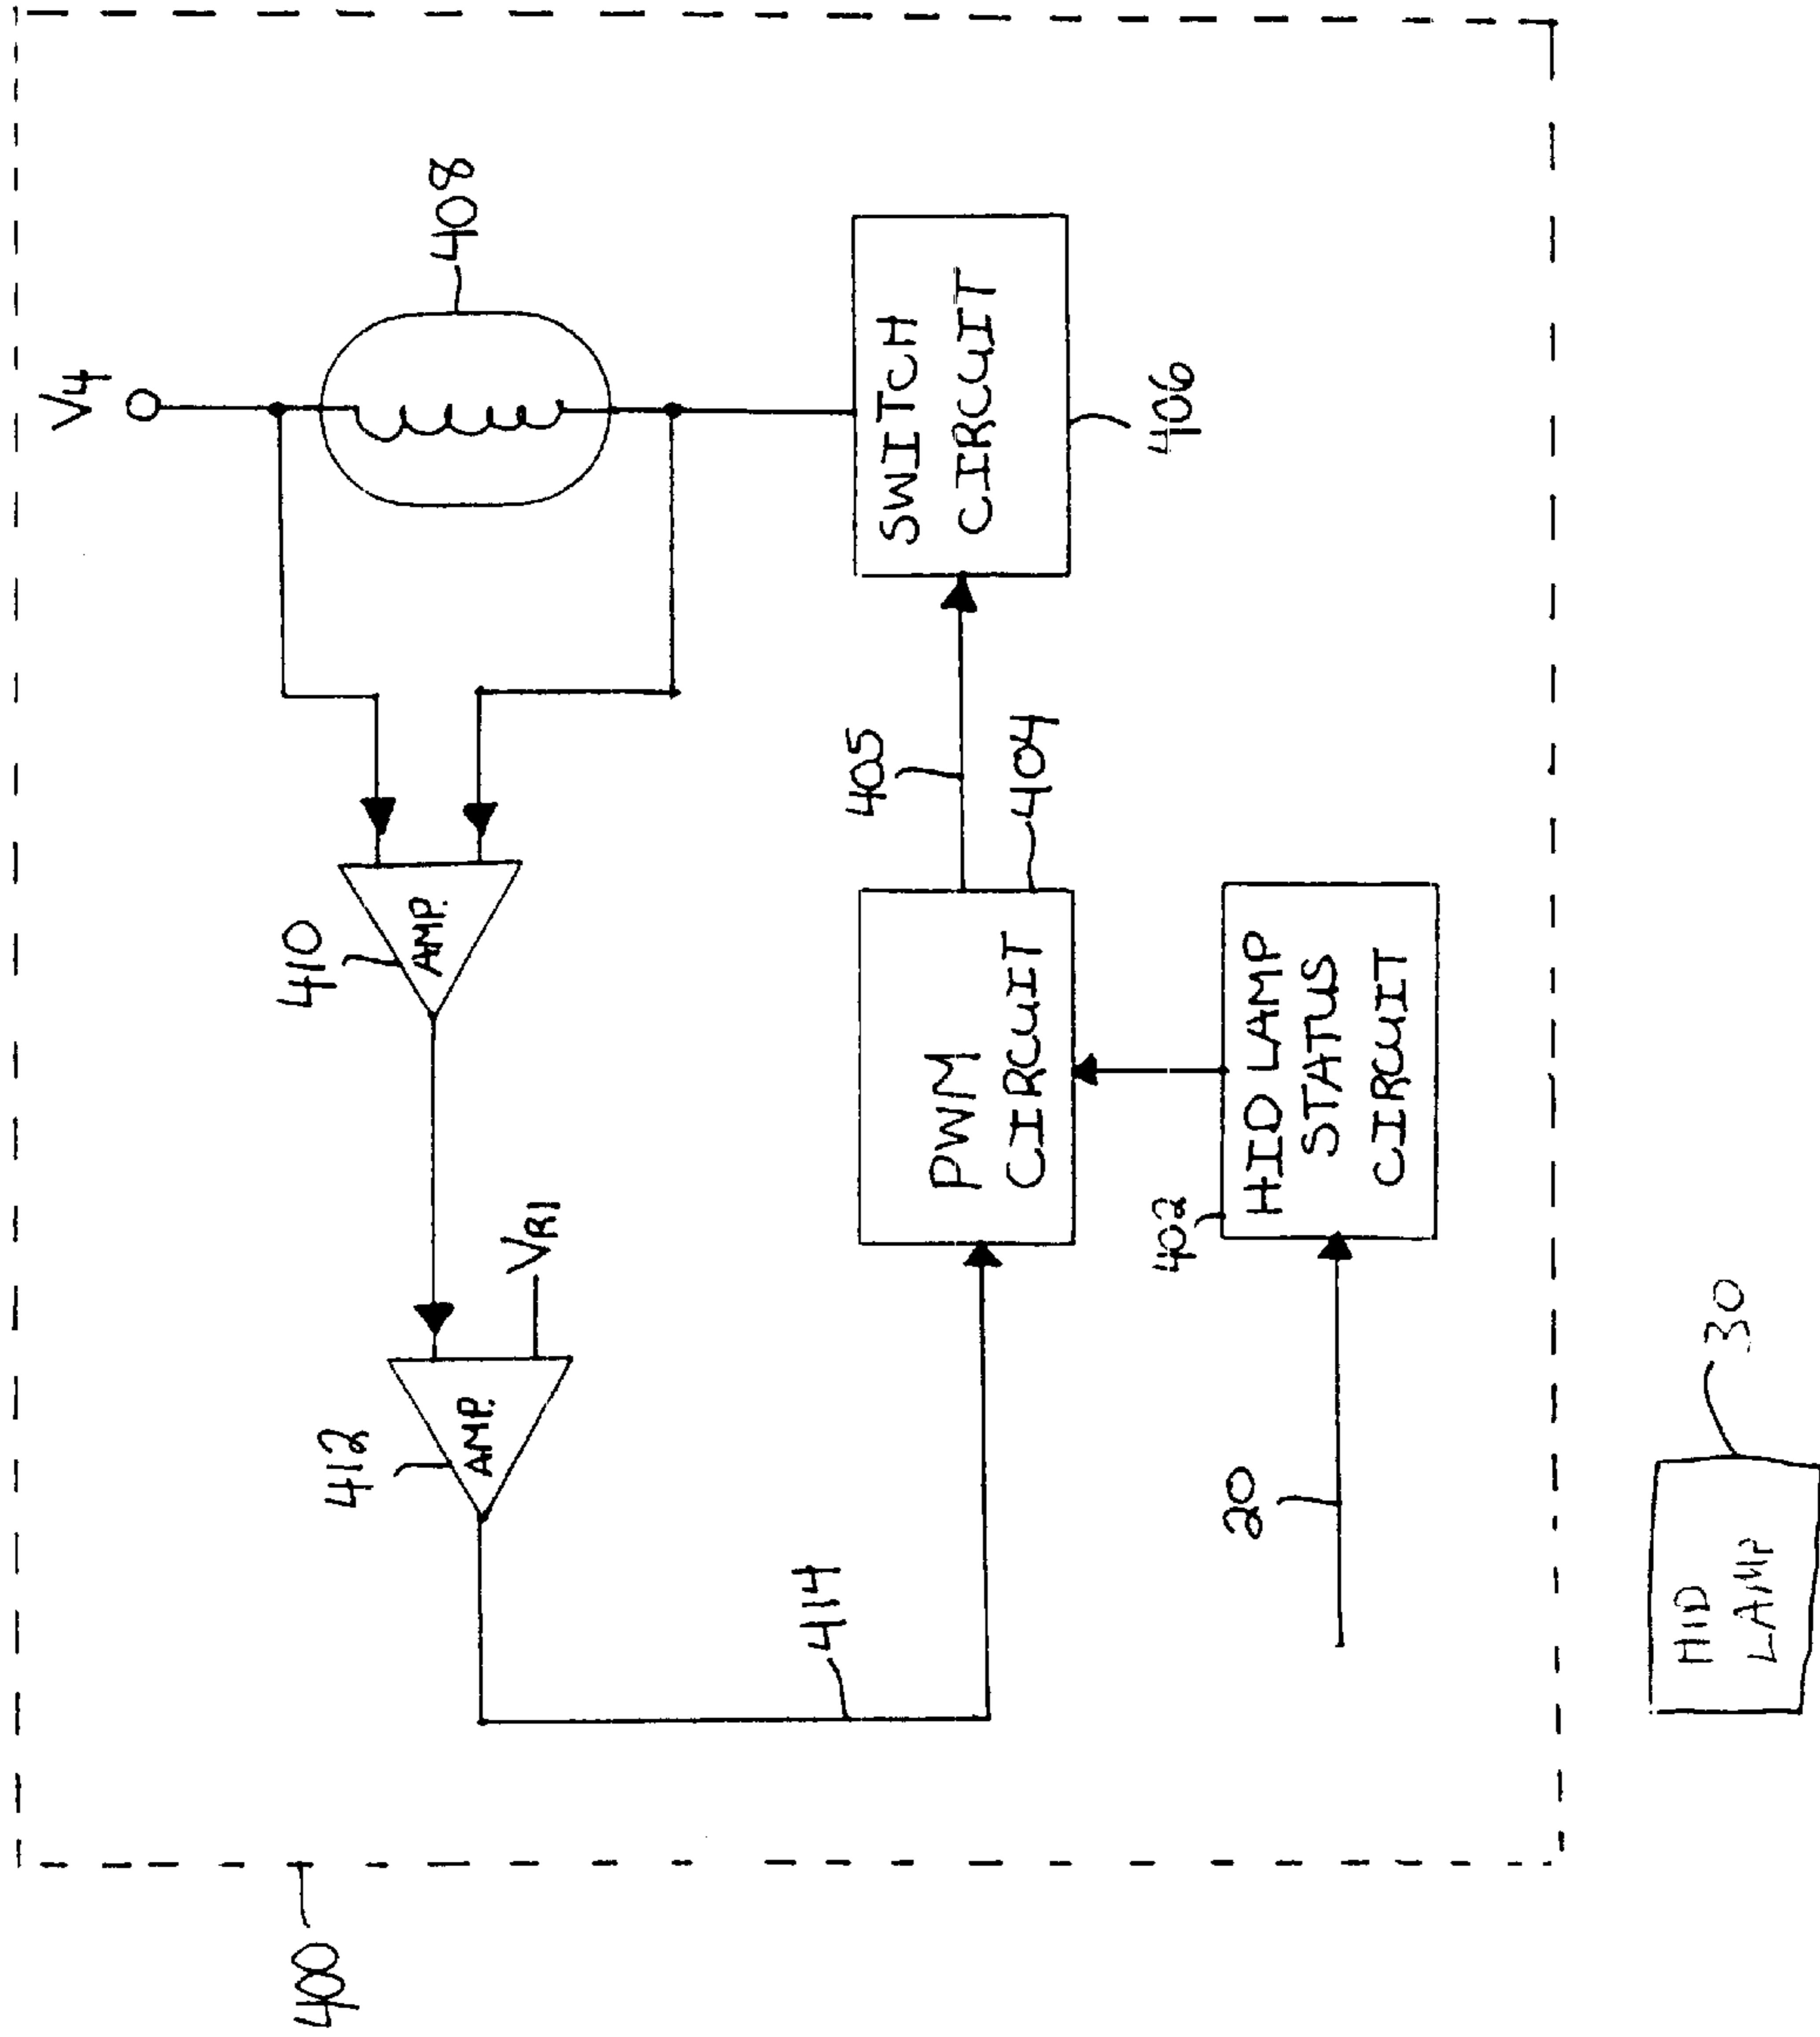 400
V4
408
410
AMP.
412
AMP.
VR1
414
405
404
PWM
CIRCUIT
SWITCH
CIRCUIT
406
402
HID LAMP
STATUS
CIRCUIT
20
HID
LAMP
30